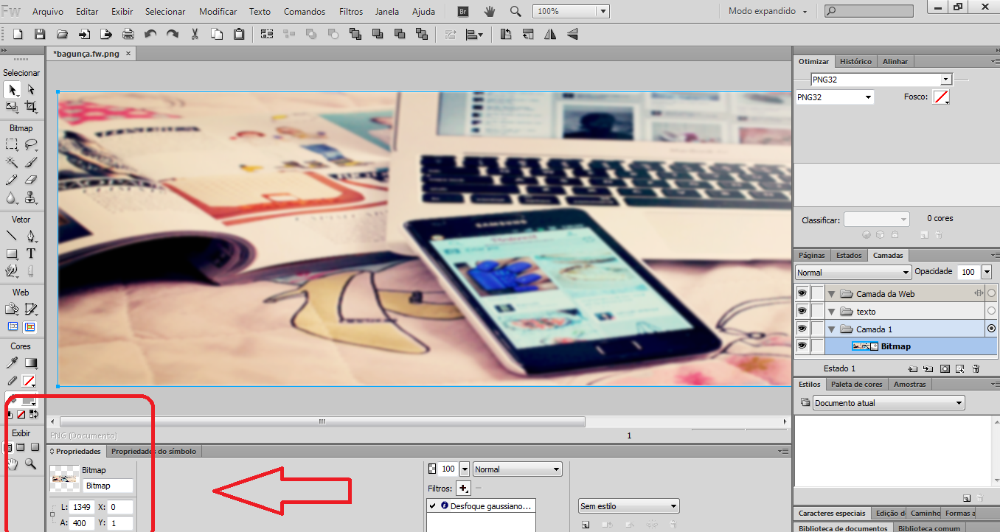 Fw Arquivo Editar Exibir Selecionar Modificar Texto Comandos Filtros Janela Ajuda Br 100% Modo expandido
*bagunça.fw.png
Selecionar
Bitmap
Vetor
Web
Cores
Exibir
SAMSUNG
PNG (Documento) 1
Propriedades Propriedades do símbolo
Bitmap
Bitmap
L: 1349 X: 0
A: 400 Y: 1
100 Normal
Filtros:
Desfoque gaussiano...
Sem estilo
Otimizar Histórico Alinhar
PNG32
PNG32 Fosco:
Classificar: 0 cores
Páginas Estados Camadas
Normal Opacidade 100
Camada da Web
texto
Camada 1
Bitmap
Estado 1
Estilos Paleta de cores Amostras
Documento atual
Caracteres especiais Edição d Caminho Formas a
Biblioteca de documentos Biblioteca comum